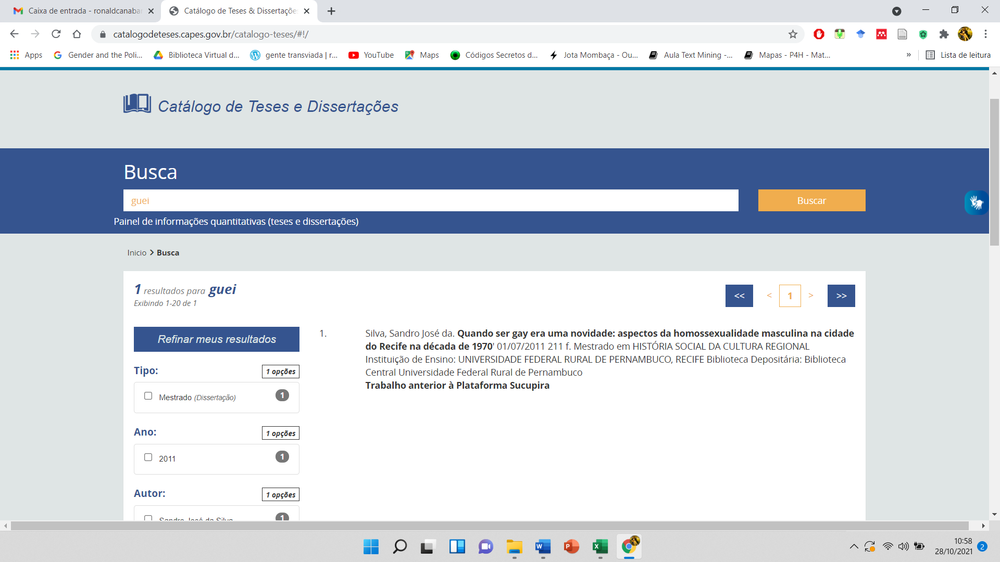 Caixa de entrada - ronaldcanabar
Catálogo de Teses & Dissertaçõe
catalogodeteses.capes.gov.br/catalogo-teses/#!/
Apps
Gender and the Poli...
Biblioteca Virtual d...
gente transviada | r...
YouTube
Maps
Códigos Secretos d...
Jota Mombaça - Ou...
Aula Text Mining -...
Mapas - P4H - Mat...
»
Lista de leitura
Catálogo de Teses e Dissertações
Busca
guei
Buscar
Painel de informações quantitativas (teses e dissertações)
Inicio > Busca
1 resultados para guei
Exibindo 1-20 de 1
<< < 1 > >>
Refinar meus resultados
Tipo: 1 opções
Mestrado (Dissertação) 1
Ano: 1 opções
2011 1
Autor: 1 opções
Sandro José da Silva 1
1. Silva, Sandro José da. Quando ser gay era uma novidade: aspectos da homossexualidade masculina na cidade
do Recife na década de 1970' 01/07/2011 211 f. Mestrado em HISTÓRIA SOCIAL DA CULTURA REGIONAL
Instituição de Ensino: UNIVERSIDADE FEDERAL RURAL DE PERNAMBUCO, RECIFE Biblioteca Depositária: Biblioteca
Central Universidade Federal Rural de Pernambuco
Trabalho anterior à Plataforma Sucupira
10:58
28/10/2021
2